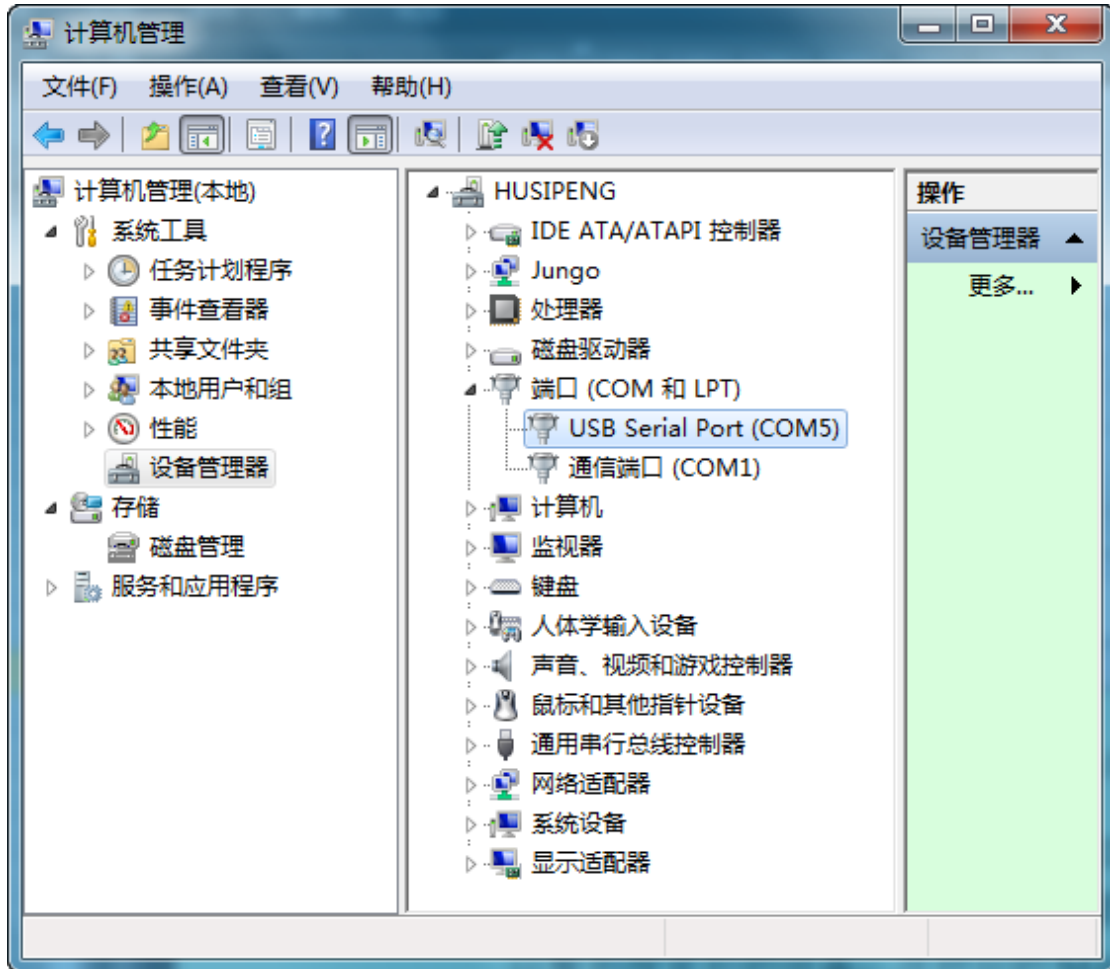 计算机管理
文件(F) 操作(A) 查看(V) 帮助(H)
计算机管理(本地)
系统工具
任务计划程序
事件查看器
共享文件夹
本地用户和组
性能
设备管理器
存储
磁盘管理
服务和应用程序
HUSIPENG
IDE ATA/ATAPI 控制器
Jungo
处理器
磁盘驱动器
端口 (COM 和 LPT)
USB Serial Port (COM5)
通信端口 (COM1)
计算机
监视器
键盘
人体学输入设备
声音、视频和游戏控制器
鼠标和其他指针设备
通用串行总线控制器
网络适配器
系统设备
显示适配器
操作
设备管理器
更多...